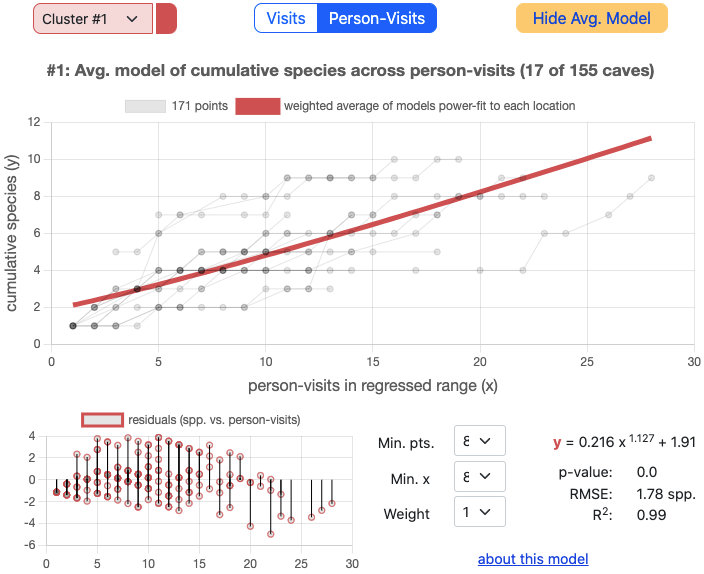 Cluster #1 Visits Person-Visits Hide Avg. Model
#1: Avg. model of cumulative species across person-visits (17 of 155 caves)
171 points weighted average of models power-fit to each location
12
10
8
6
4
2
0
cumulative species (y)
0 5 10 15 20 25 30
person-visits in regressed range (x)
residuals (spp. vs. person-visits)
4
2
0
-2
-4
-6
0 5 10 15 20 25 30
Min. pts. 8
Min. x 8
Weight 1
y = 0.216 x 1.127 + 1.91
p-value: 0.0
RMSE: 1.78 spp.
R2: 0.99
about this model